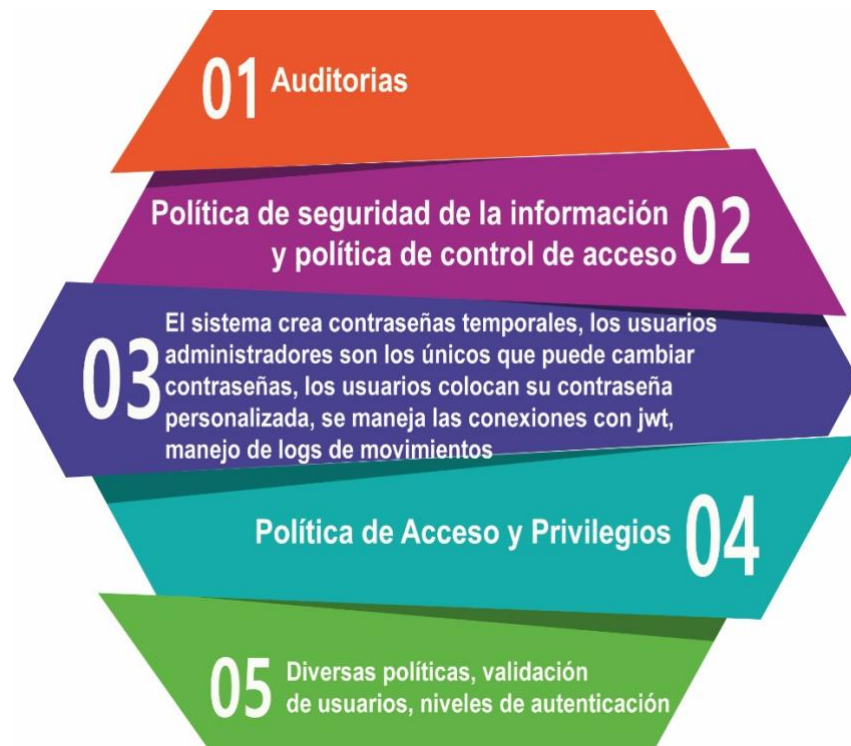 01 Auditorias
Política de seguridad de la información
y política de control de acceso 02
03 El sistema crea contraseñas temporales, los usuarios
administradores son los únicos que puede cambiar
contraseñas, los usuarios colocan su contraseña
personalizada, se maneja las conexiones con jwt,
manejo de logs de movimientos
Política de Acceso y Privilegios 04
05 Diversas políticas, validación
de usuarios, niveles de autenticación